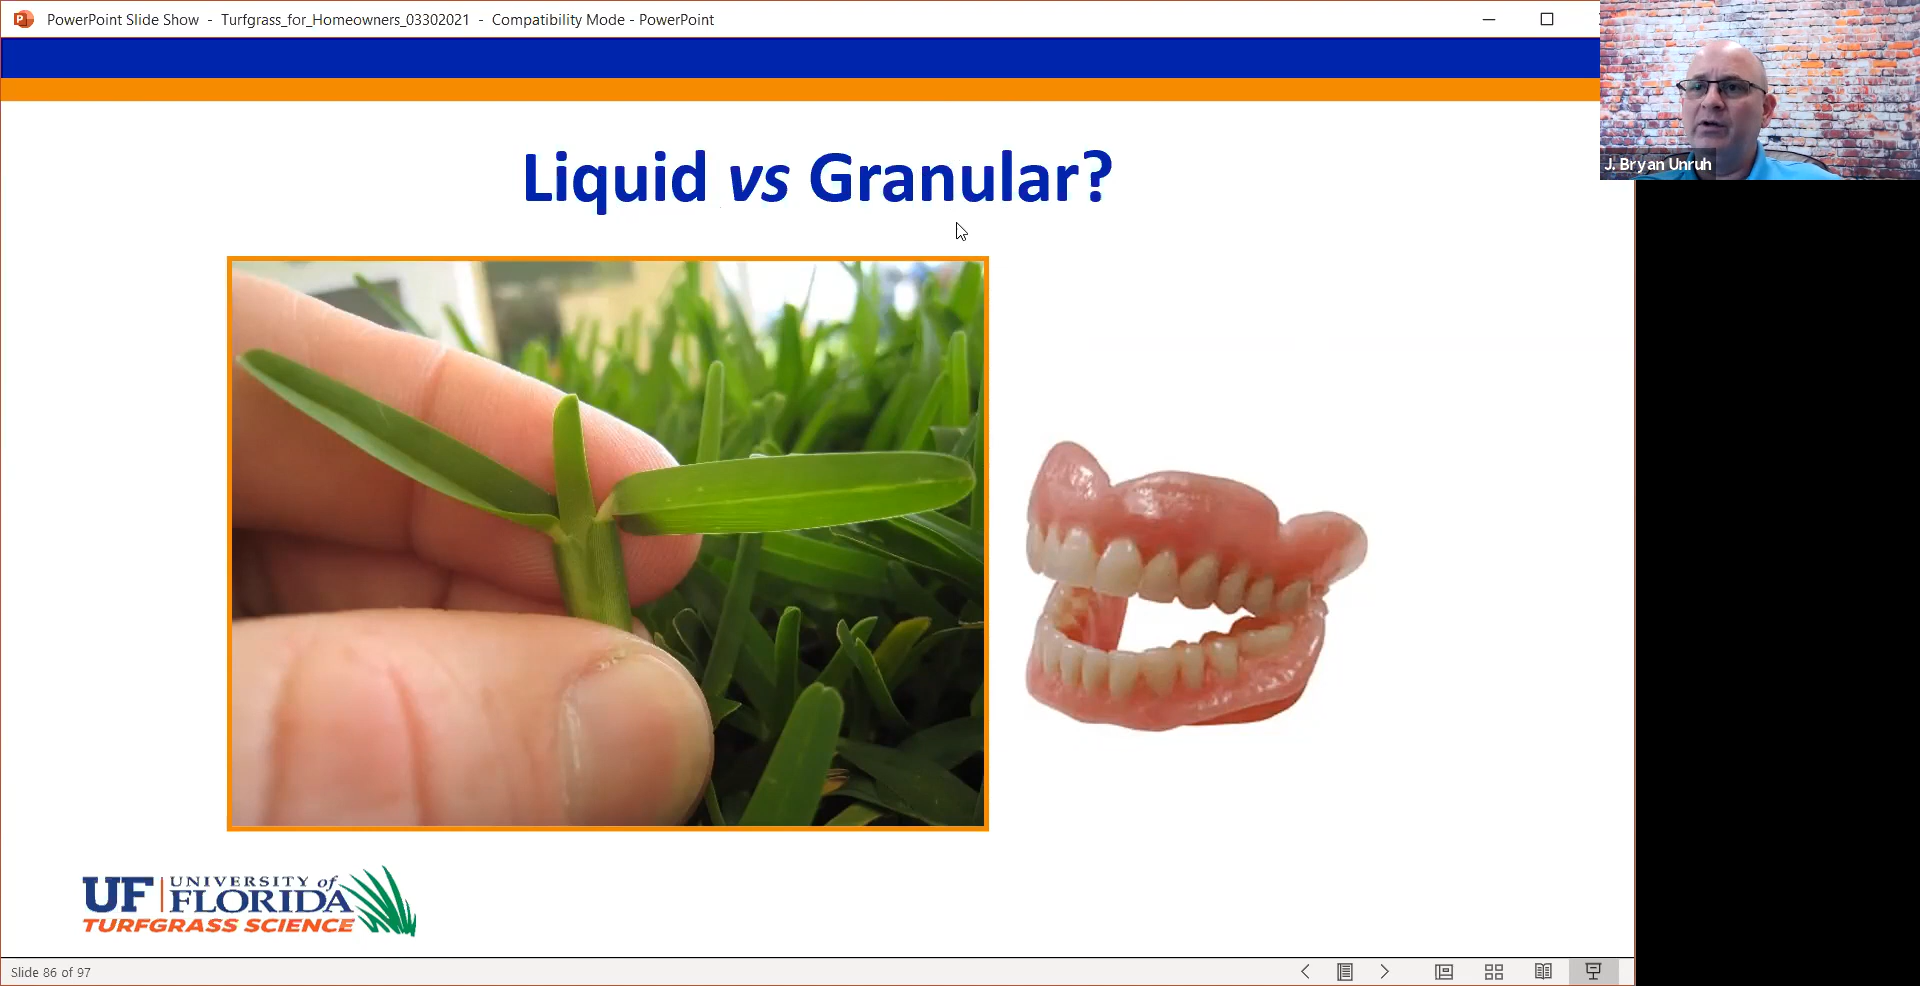 PowerPoint Slide Show - Turfgrass_for_Homeowners_03302021 - Compatibility Mode - PowerPoint
J. Bryan Unruh
Liquid vs Granular?
UF UNIVERSITY of
FLORIDA
TURFGRASS SCIENCE
Slide 86 of 97